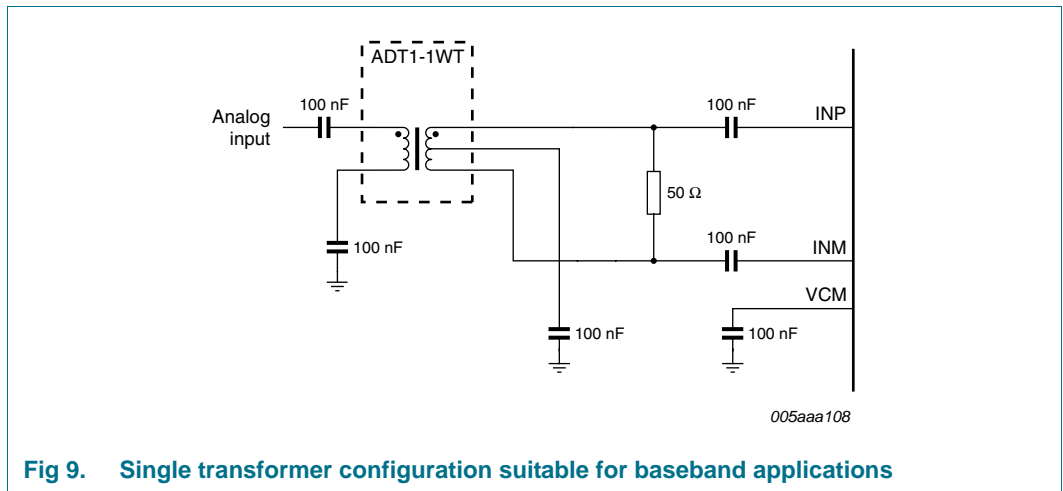 ADT1-1WT
100 nF
100 nF
Analog
input
INP
50 Ω
100 nF
INM
100 nF
VCM
100 nF
100 nF
005aaa108
Fig 9. Single transformer configuration suitable for baseband applications